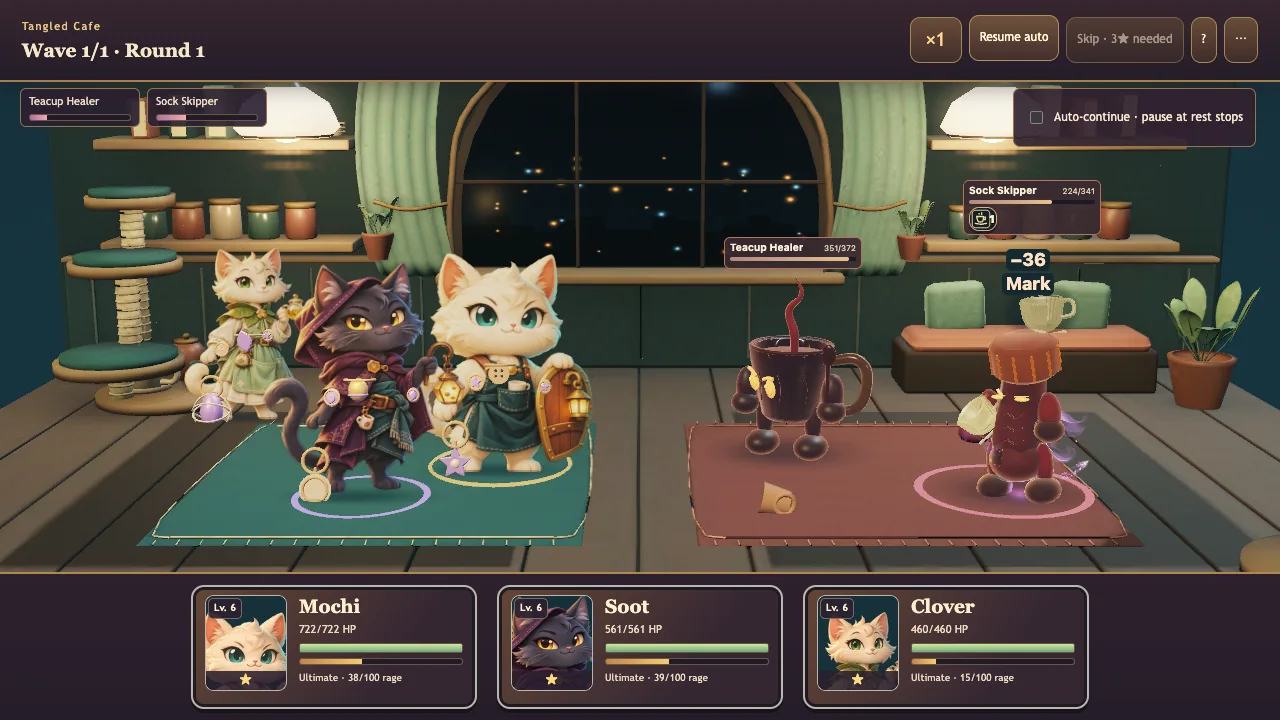 Tangled Cafe
Wave 1/1 · Round 1
×1
Resume auto
Skip · 3★ needed
?
...
Teacup Healer
Sock Skipper
Auto-continue · pause at rest stops
Sock Skipper 224/341
1
Teacup Healer 351/372
−36
Mark
Lv. 6
Mochi
722/722 HP
Ultimate · 38/100 rage
Lv. 6
Soot
561/561 HP
Ultimate · 39/100 rage
Lv. 6
Clover
460/460 HP
Ultimate · 15/100 rage